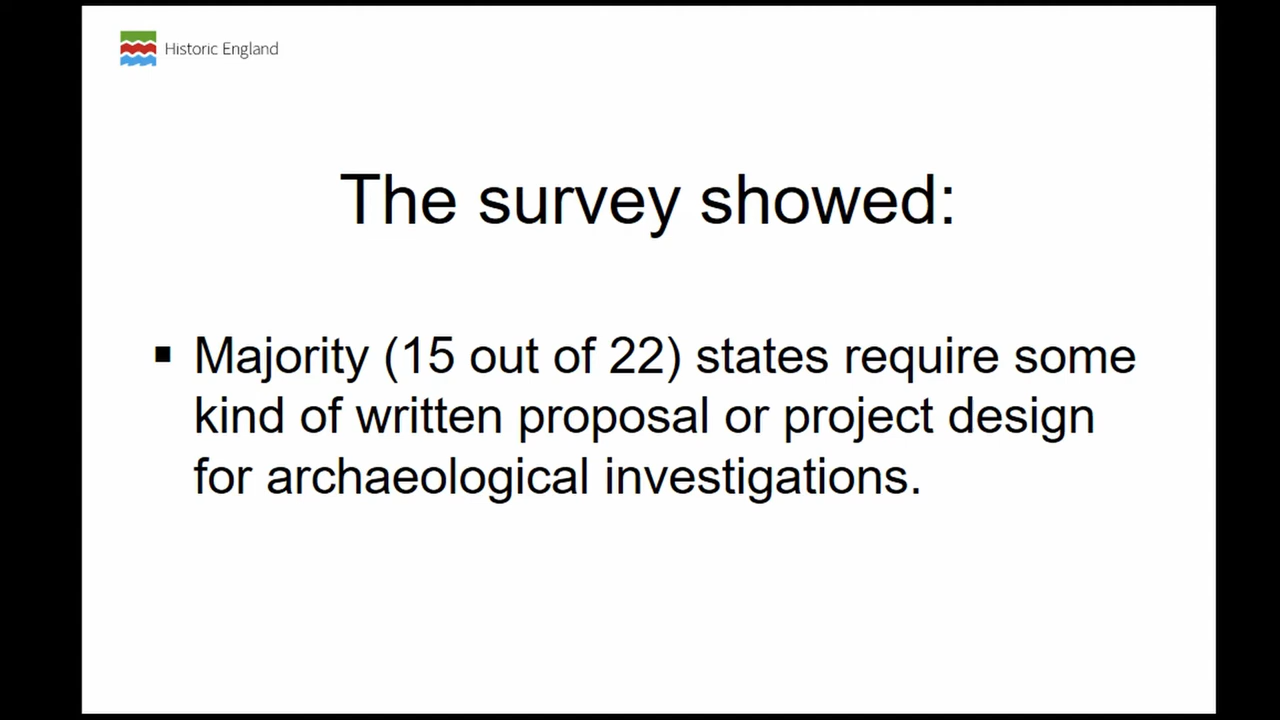 Historic England
The survey showed:
▪ Majority (15 out of 22) states require some
kind of written proposal or project design
for archaeological investigations.